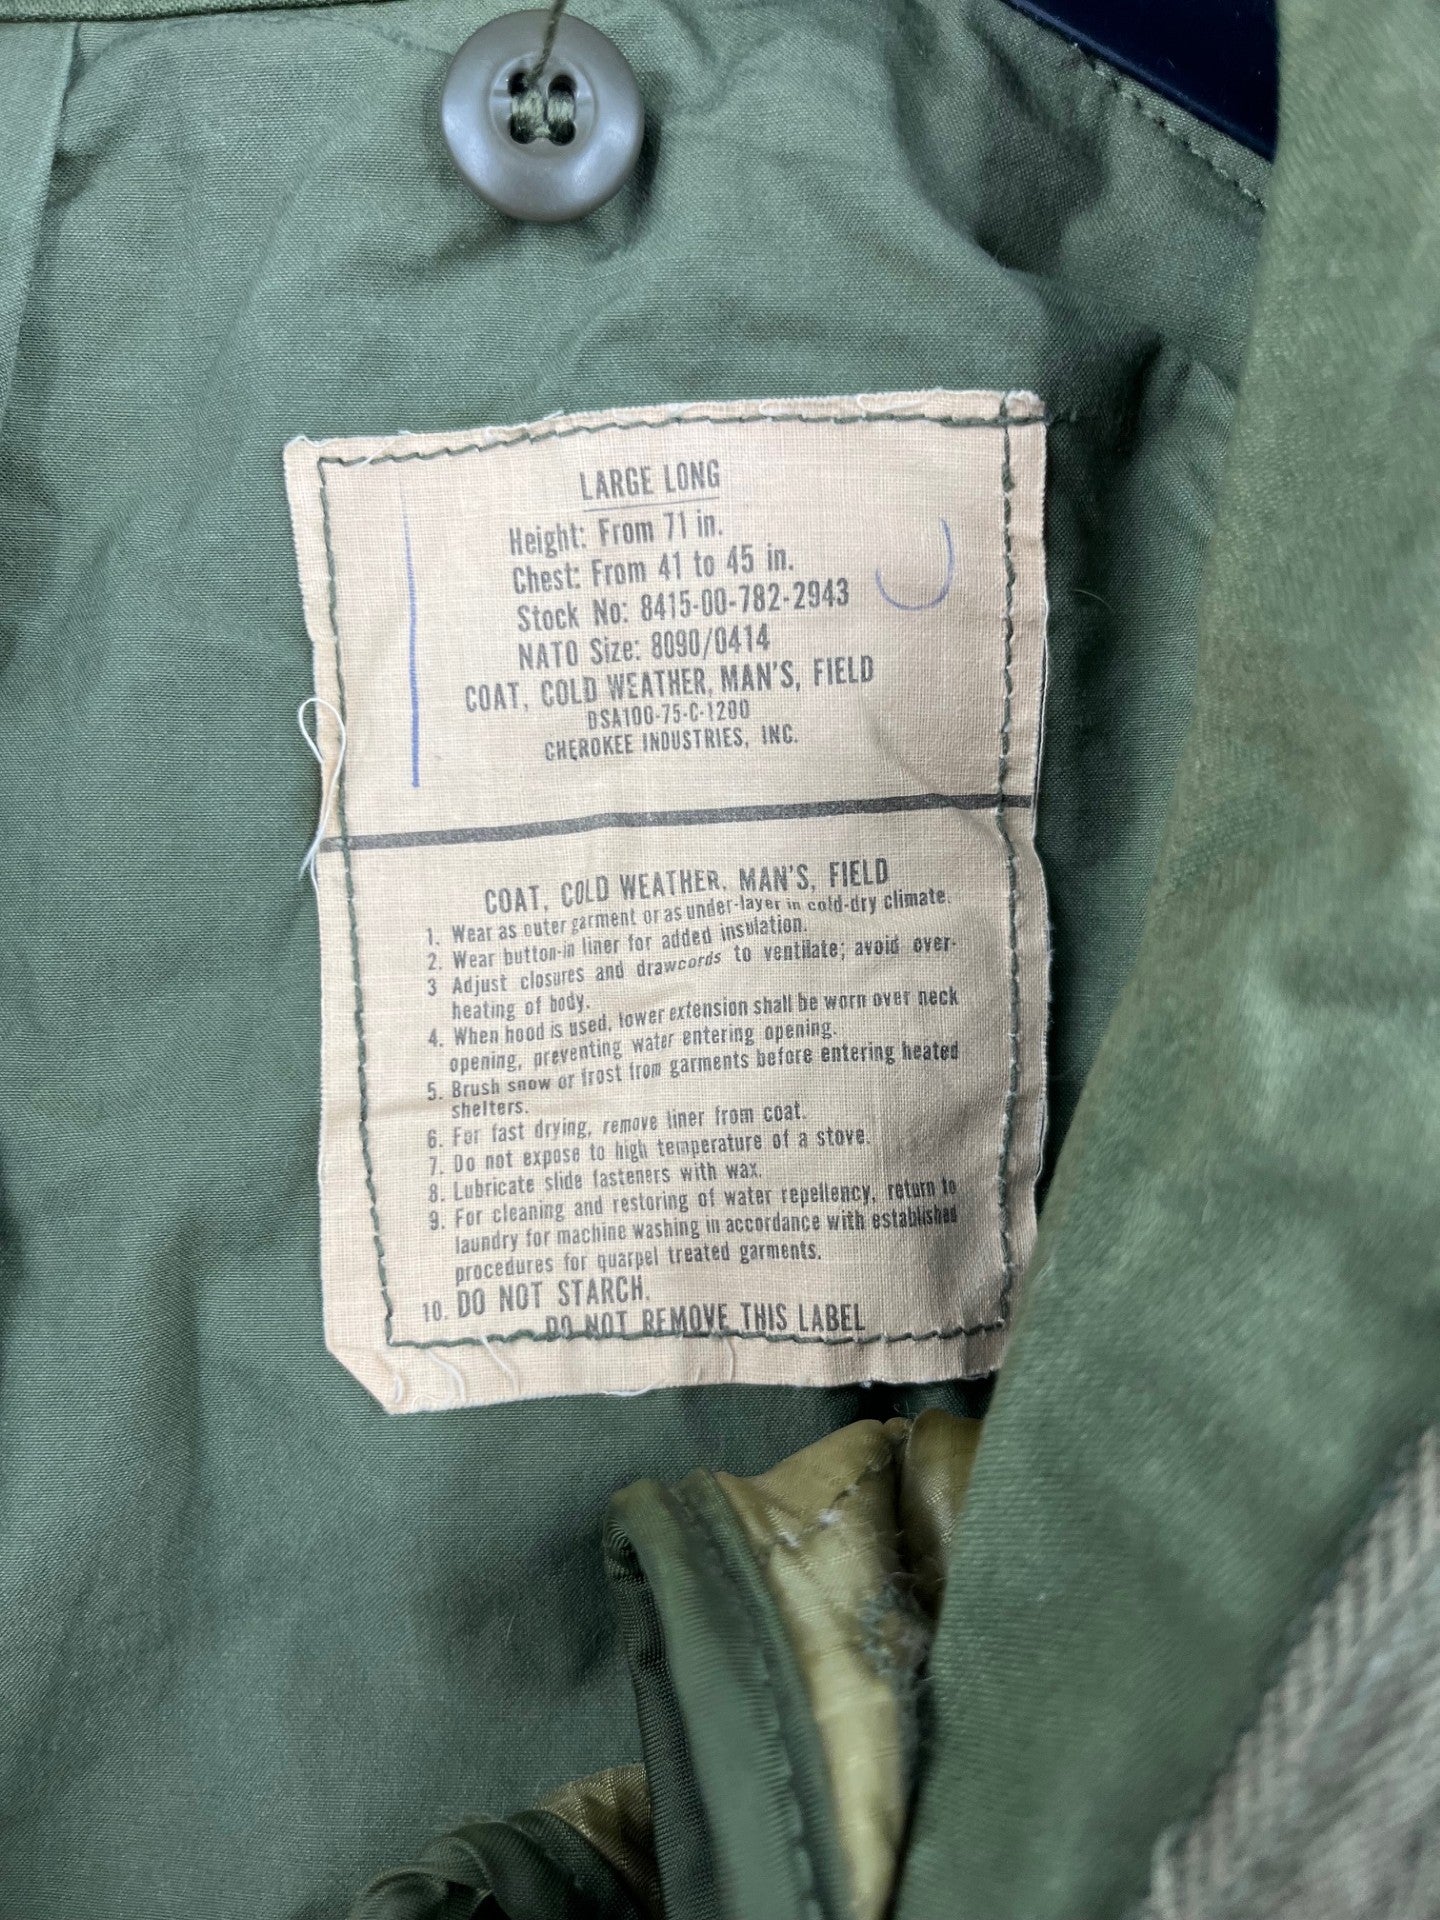 LARGE LONG
Height: From 71 in.
Chest: From 41 to 45 in.
Stock No: 8415-00-782-2943
NATO Size: 8090/0414
COAT, COLD WEATHER, MAN'S, FIELD
DSA100-75-C-1200
CHEROKEE INDUSTRIES, INC.
COAT, COLD WEATHER, MAN'S, FIELD
1. Wear as outer garment or as under-layer in cold-dry climate.
2. Wear button-in liner for added insulation.
3 Adjust closures and drawcords to ventilate; avoid over-
heating of body.
4. When hood is used, lower extension shall be worn over neck
opening, preventing water entering opening.
5. Brush snow or frost from garments before entering heated
shelters.
6. For fast drying, remove liner from coat.
7. Do not expose to high temperature of a stove.
8. Lubricate slide fasteners with wax.
9. For cleaning and restoring of water repellency, return to
laundry for machine washing in accordance with established
procedures for quarpel treated garments.
10. DO NOT STARCH.
DO NOT REMOVE THIS LABEL